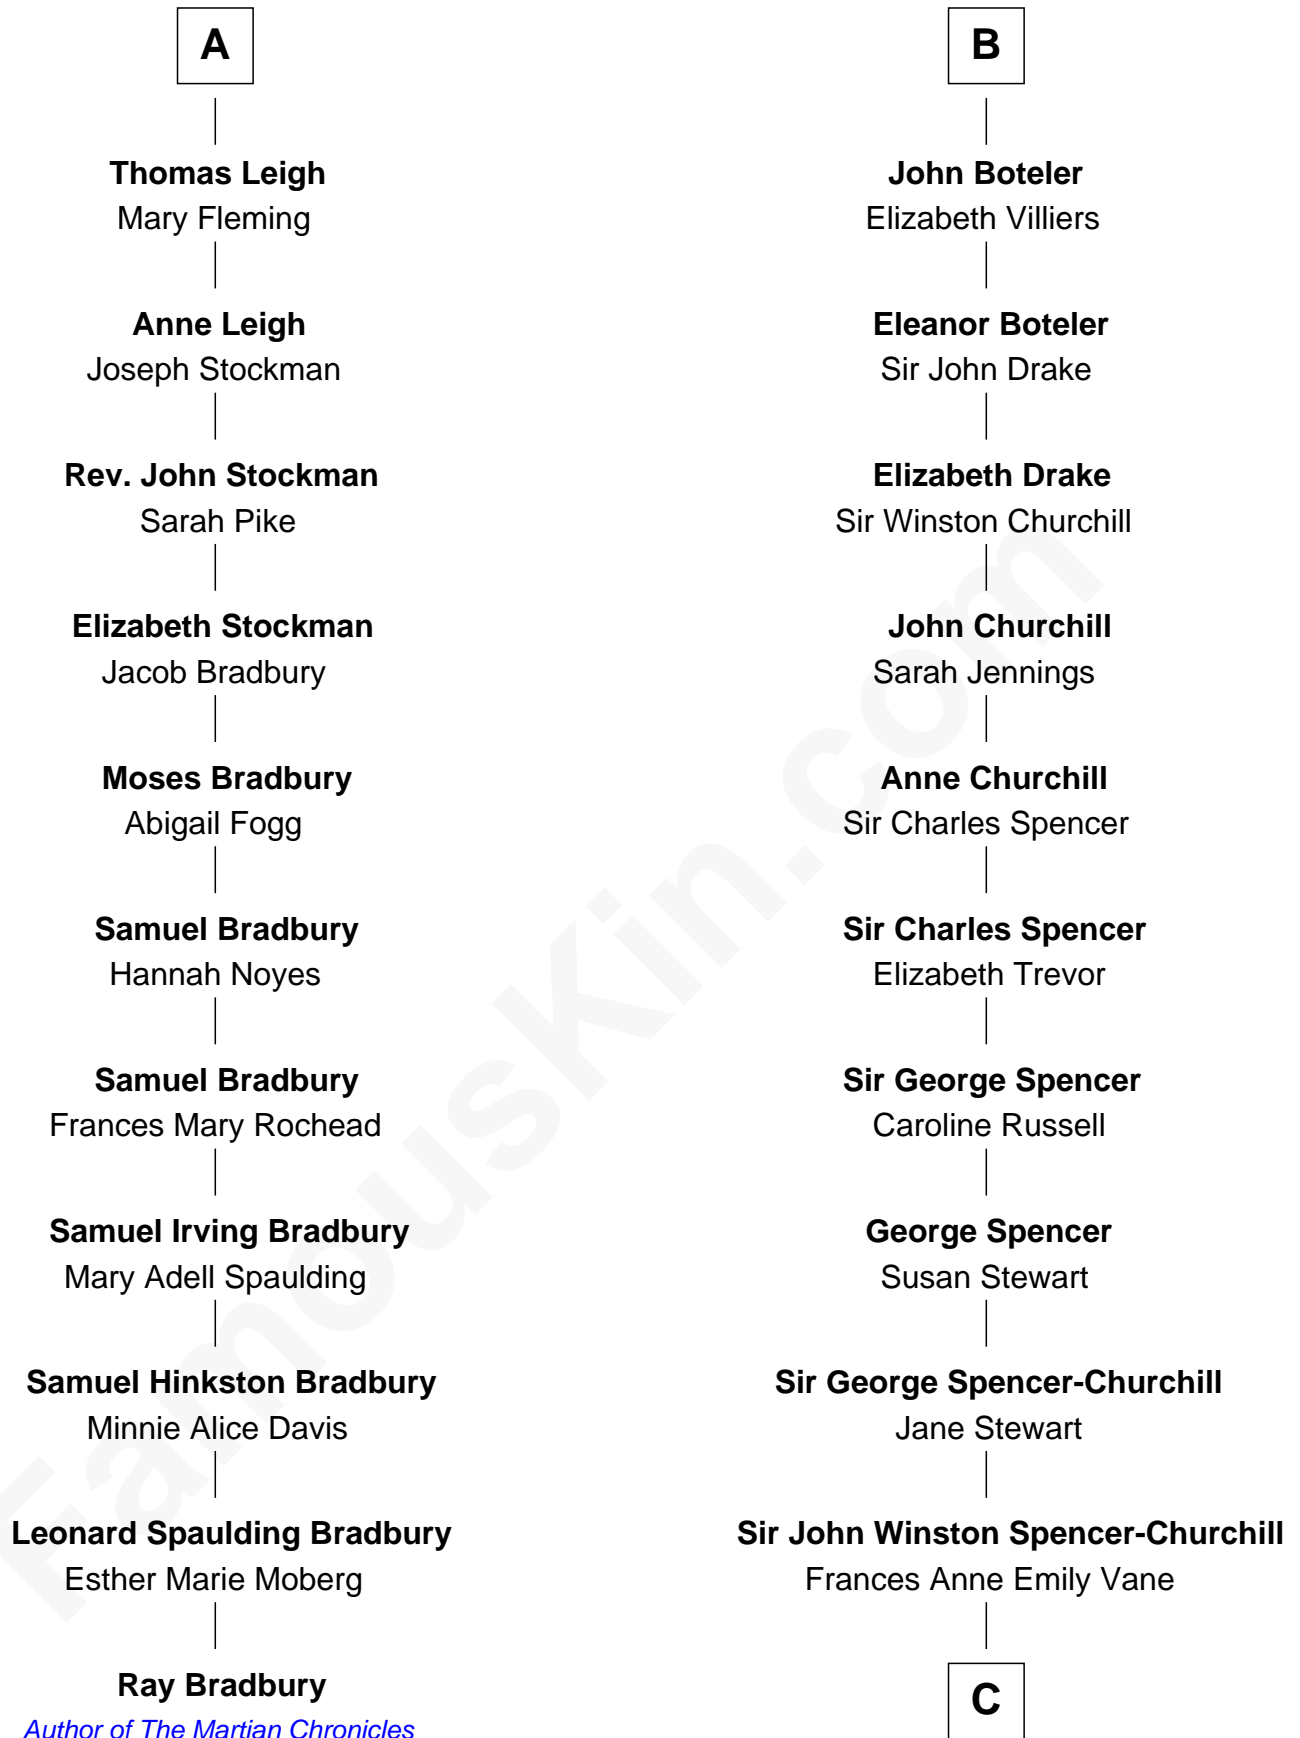 A
Thomas Leigh
Mary Fleming
Anne Leigh
Joseph Stockman
Rev. John Stockman
Sarah Pike
Elizabeth Stockman
Jacob Bradbury
Moses Bradbury
Abigail Fogg
Samuel Bradbury
Hannah Noyes
Samuel Bradbury
Frances Mary Rochead
Samuel Irving Bradbury
Mary Adell Spaulding
Samuel Hinkston Bradbury
Minnie Alice Davis
Leonard Spaulding Bradbury
Esther Marie Moberg
Ray Bradbury
Author of The Martian Chronicles
B
John Boteler
Elizabeth Villiers
Eleanor Boteler
Sir John Drake
Elizabeth Drake
Sir Winston Churchill
John Churchill
Sarah Jennings
Anne Churchill
Sir Charles Spencer
Sir Charles Spencer
Elizabeth Trevor
Sir George Spencer
Caroline Russell
George Spencer
Susan Stewart
Sir George Spencer-Churchill
Jane Stewart
Sir John Winston Spencer-Churchill
Frances Anne Emily Vane
C
FamousKin.com